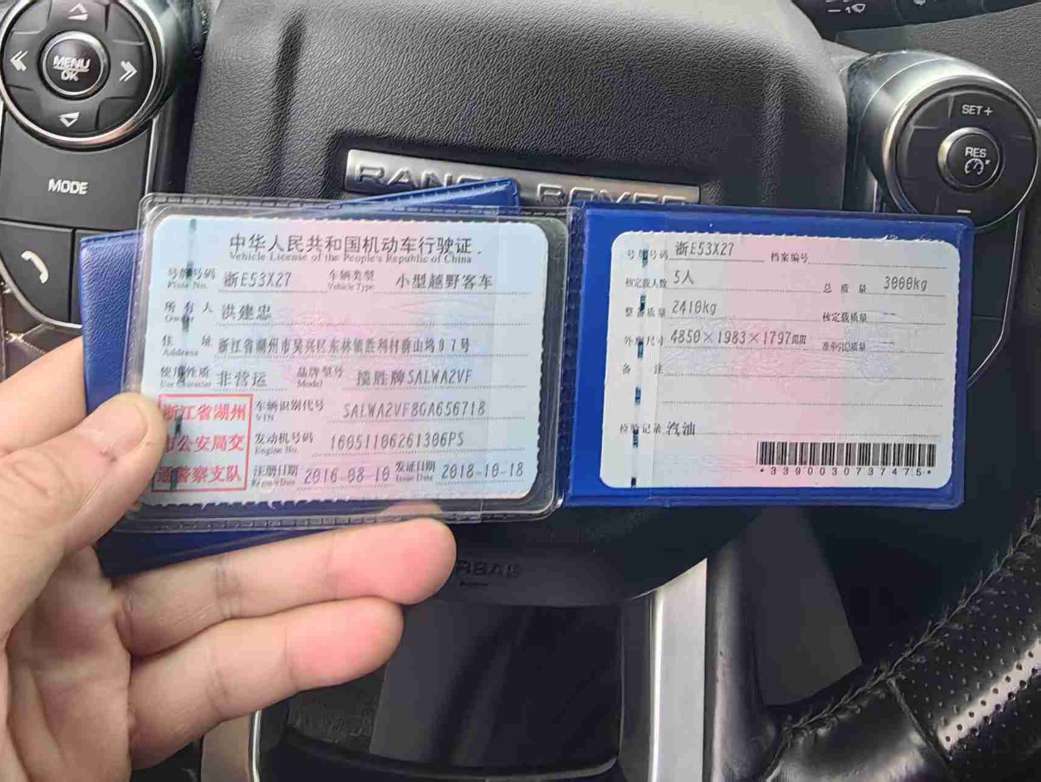 MENU
OK
MODE
SET+
RES
RANGE ROVER
中华人民共和国机动车行驶证
Vehicle License of the People's Republic of China
号牌号码 浙E53X27 车辆类型 小型越野客车
Plate No. Vehicle Type
所有人 洪建忠
Owner
住址 浙江省湖州市吴兴区东林镇胜利村 山坞97号
Address
使用性质 非营运 品牌型号 揽胜牌SALWA2VF
Use Character Model
浙江省湖州
市公安局交
通警察支队
车辆识别代号 SALWA2VF8GA656718
VIN
发动机号码 16051106261306PS
Engine No.
注册日期 2016-08-10 发证日期 2018-10-18
Register Date Issue Date
号牌号码 浙E53X27 档案编号
核定载人数 5人 总质量 3000kg
整备质量 2410kg 核定载质量
外廓尺寸 4850×1983×1797mm 准牵引总质量
备注
检验记录 汽油
*3390030737475*